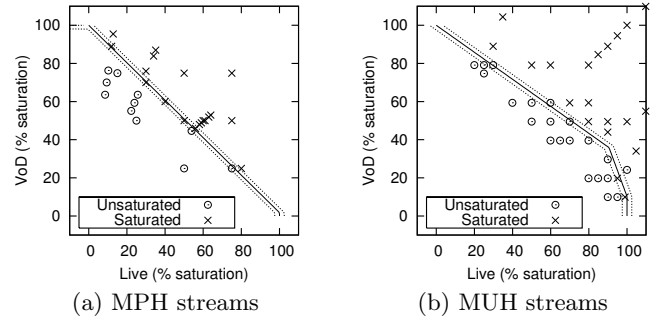 VoD (% saturation)
100
80
60
40
20
0
Unsaturated
Saturated
0 20 40 60 80 100
Live (% saturation)
(a) MPH streams
VoD (% saturation)
100
80
60
40
20
0
Unsaturated
Saturated
0 20 40 60 80 100
Live (% saturation)
(b) MUH streams